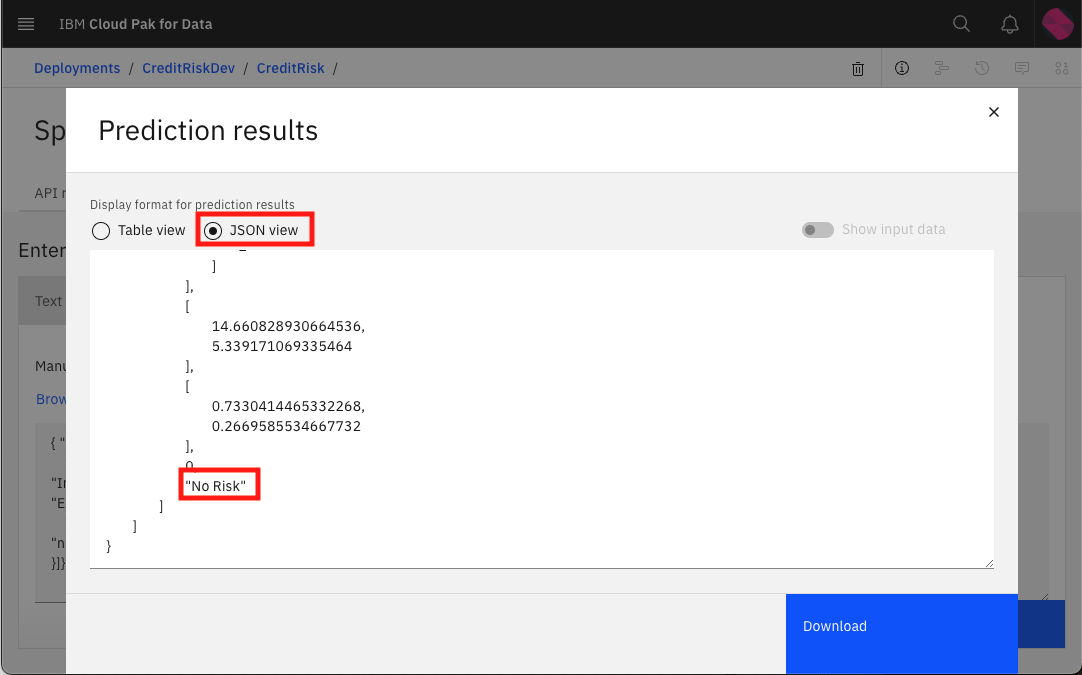 IBM Cloud Pak for Data
Deployments / CreditRiskDev / CreditRisk /
Sp
Prediction results
API r
Display format for prediction results
Table view
JSON view
Show input data
Enter
Text
Manu
Brow
{ "
"In
"E
"n
}]}
]
],
[
14.660828930664536,
5.339171069335464
],
[
0.7330414465332268,
0.2669585534667732
],
0,
"No Risk"
]
]
}
Download